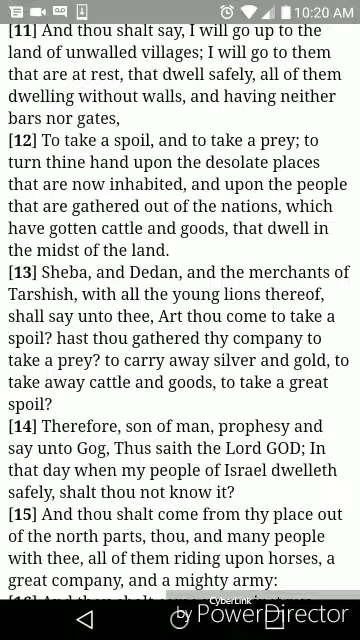 10:20 AM
[11] And thou shalt say, I will go up to the
land of unwalled villages; I will go to them
that are at rest, that dwell safely, all of them
dwelling without walls, and having neither
bars nor gates,
[12] To take a spoil, and to take a prey; to
turn thine hand upon the desolate places
that are now inhabited, and upon the people
that are gathered out of the nations, which
have gotten cattle and goods, that dwell in
the midst of the land.
[13] Sheba, and Dedan, and the merchants of
Tarshish, with all the young lions thereof,
shall say unto thee, Art thou come to take a
spoil? hast thou gathered thy company to
take a prey? to carry away silver and gold, to
take away cattle and goods, to take a great
spoil?
[14] Therefore, son of man, prophesy and
say unto Gog, Thus saith the Lord GOD; In
that day when my people of Israel dwelleth
safely, shalt thou not know it?
[15] And thou shalt come from thy place out
of the north parts, thou, and many people
with thee, all of them riding upon horses, a
great company, and a mighty army:
CyberLink
by PowerDirector